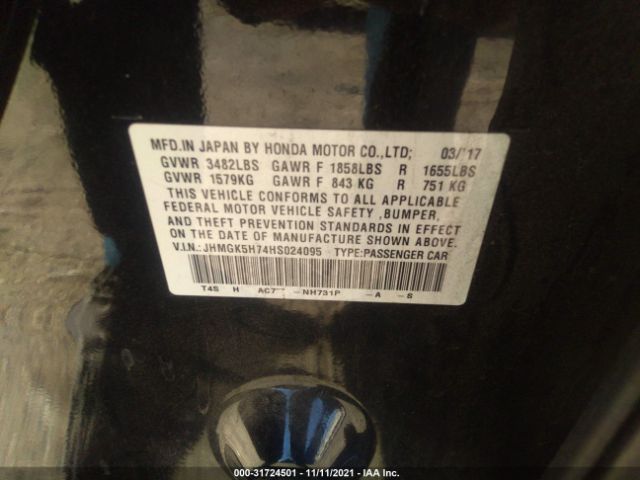 MFD.IN JAPAN BY HONDA MOTOR CO.,LTD; 03/'17
GVWR 3482LBS GAWR F 1858LBS R 1655LBS
GVWR 1579KG GAWR F 843 KG R 751 KG
THIS VEHICLE CONFORMS TO ALL APPLICABLE
FEDERAL MOTOR VEHICLE SAFETY ,BUMPER,
AND THEFT PREVENTION STANDARDS IN EFFECT
ON THE DATE OF MANUFACTURE SHOWN ABOVE.
V.I.N.: JHMGK5H74HS024095 TYPE:PASSENGER CAR
T4S H -NH731P -A -S
000-31724501 - 11/11/2021 - IAA Inc.